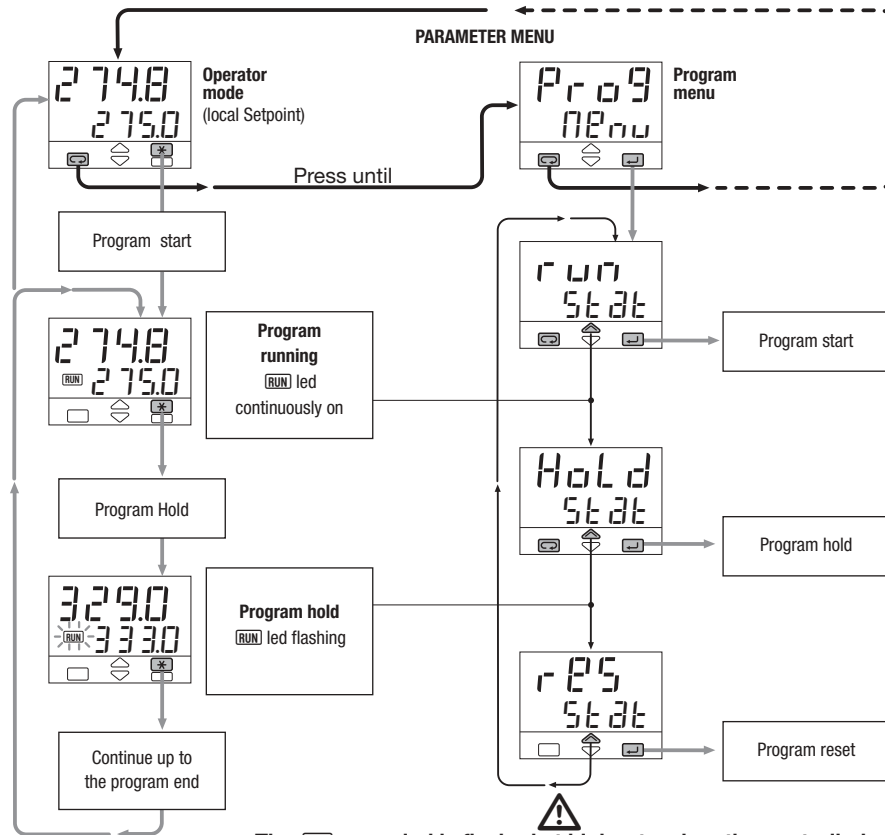 PARAMETER MENU
274.8
275.0
Operator
mode
(local Setpoint)
Prog
MEnu
Program
menu
Press until
Program start
274.8
RUN 275.0
Program
running
RUN led
continuously on
run
Stat
Program start
Program Hold
HoLd
Stat
Program hold
329.0
RUN 333.0
Program hold
RUN led flashing
rES
Stat
Program reset
Continue up to
the program end